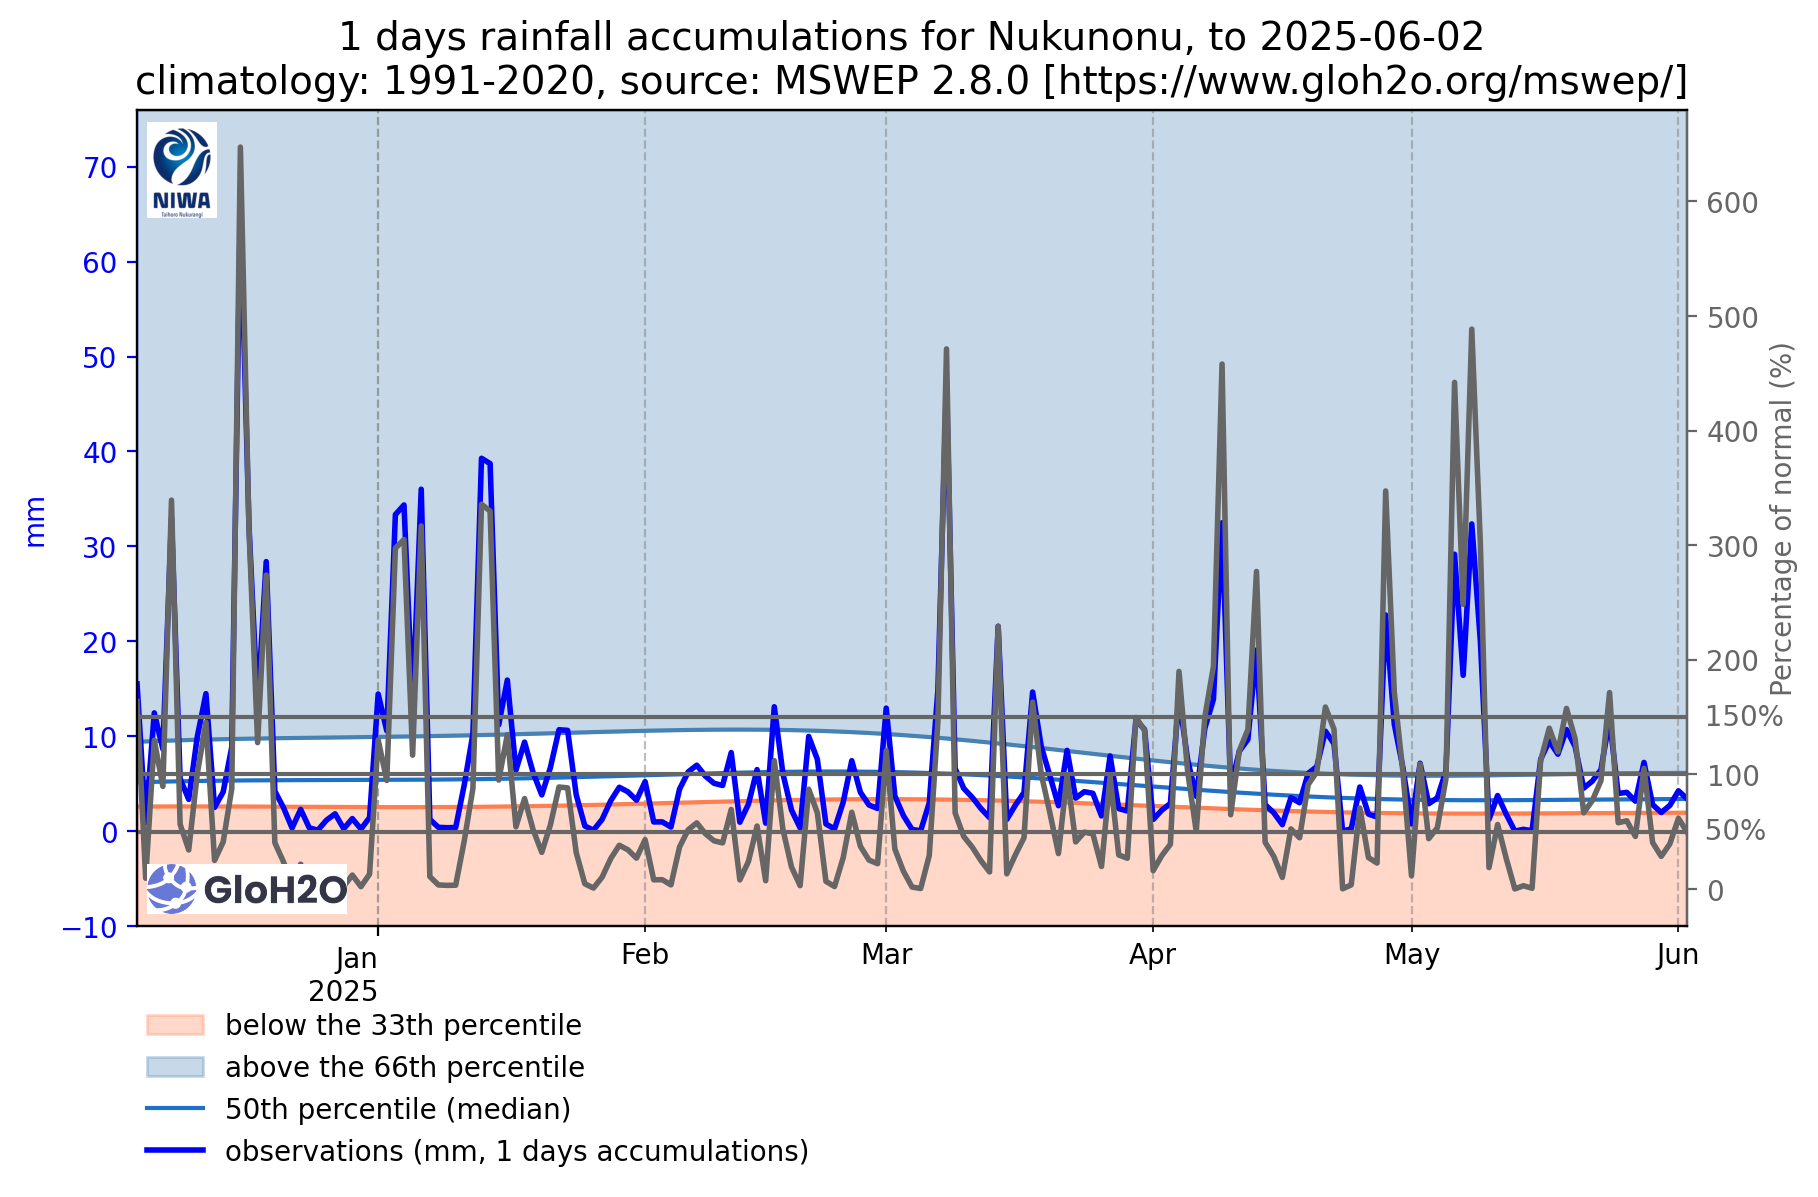 1 days rainfall accumulations for Nukunonu, to 2025-06-02
climatology: 1991-2020, source: MSWEP 2.8.0 [https://www.gloh2o.org/mswep/]
NIWA
Taihoro Nukurangi
70
60
50
40
30
20
10
0
−10
mm
600
500
400
300
200
150%
100
50%
0
Percentage of normal (%)
GloH2O
Jan
2025
Feb
Mar
Apr
May
Jun
below the 33th percentile
above the 66th percentile
50th percentile (median)
observations (mm, 1 days accumulations)